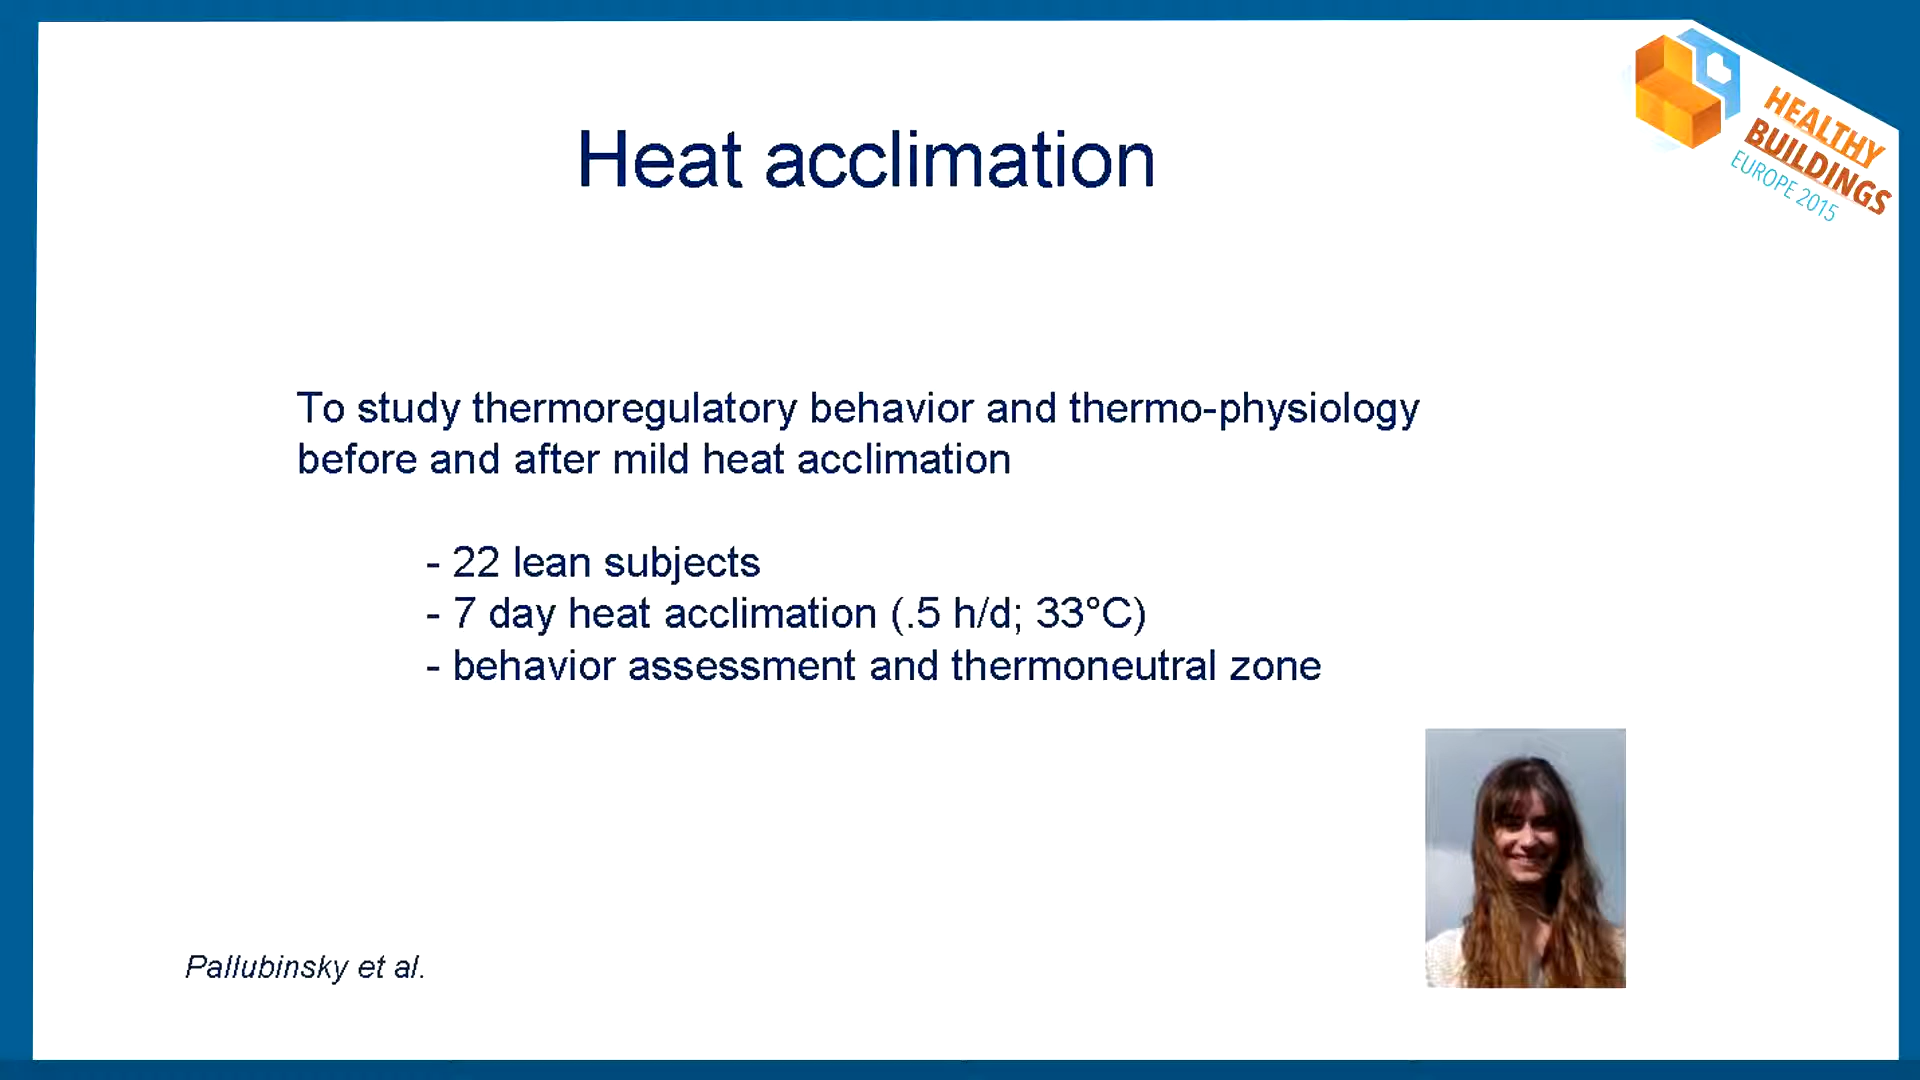 Heat acclimation
HEALTHY
BUILDINGS
EUROPE 2015
To study thermoregulatory behavior and thermo-physiology
before and after mild heat acclimation
- 22 lean subjects
- 7 day heat acclimation (.5 h/d; 33°C)
- behavior assessment and thermoneutral zone
Pallubinsky et al.